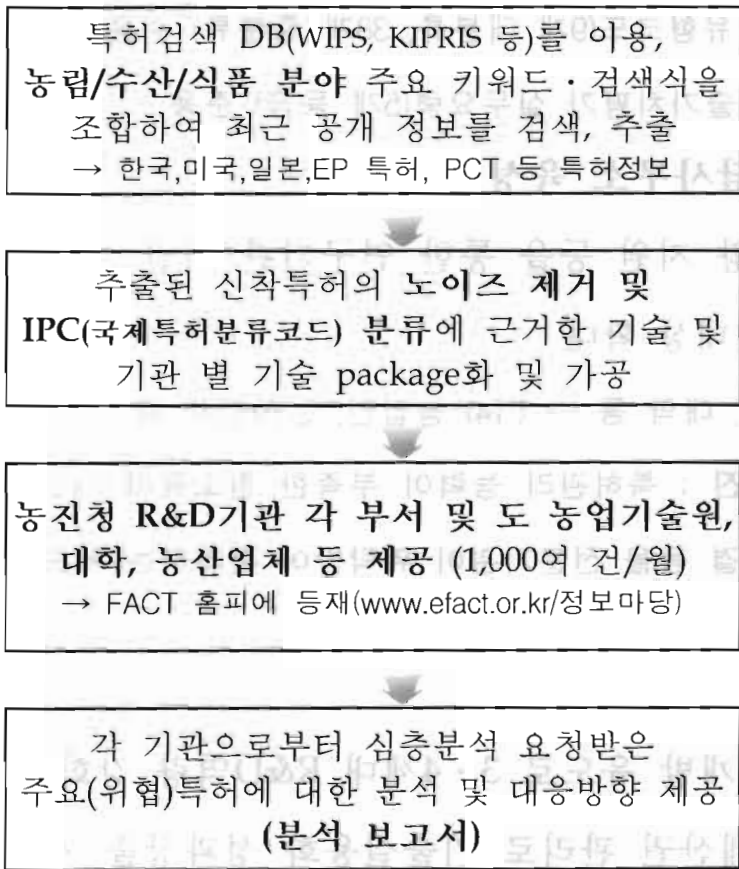 특허검색 DB(WIPS, KIPRIS 등)를 이용,
농림/수산/식품 분야 주요 키워드・검색식을
조합하여 최근 공개 정보를 검색, 추출
→ 한국,미국,일본,EP 특허, PCT 등 특허정보
추출된 신착특허의 노이즈 제거 및
IPC(국제특허분류코드) 분류에 근거한 기술 및
기관 별 기술 package화 및 가공
농진청 R&D기관 각 부서 및 도 농업기술원,
대학, 농산업체 등 제공 (1,000여 건/월)
→ FACT 홈피에 등재(www.efact.or.kr/정보마당)
각 기관으로부터 심층분석 요청받은
주요(위협)특허에 대한 분석 및 대응방향 제공
(분석 보고서)